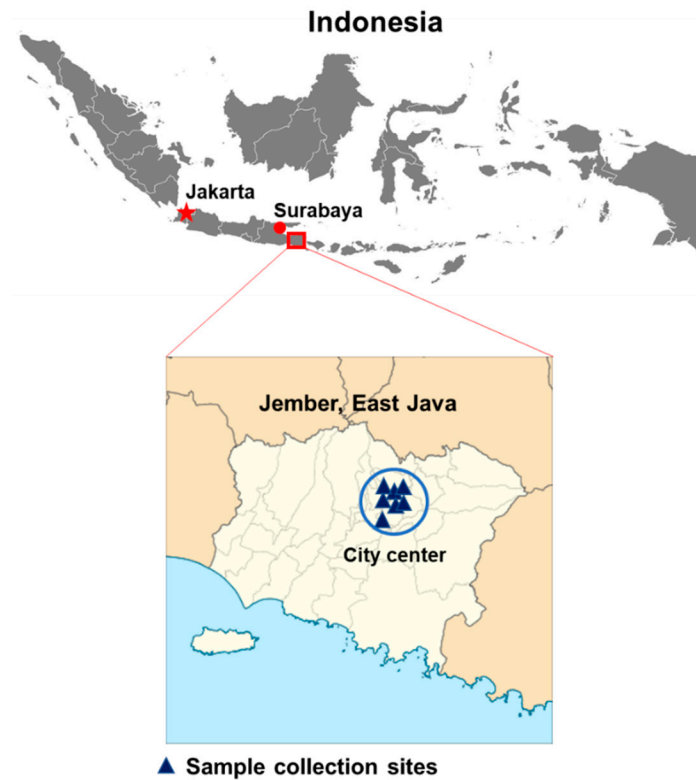 Indonesia
Jakarta
Surabaya
Jember, East Java
City center
Sample collection sites